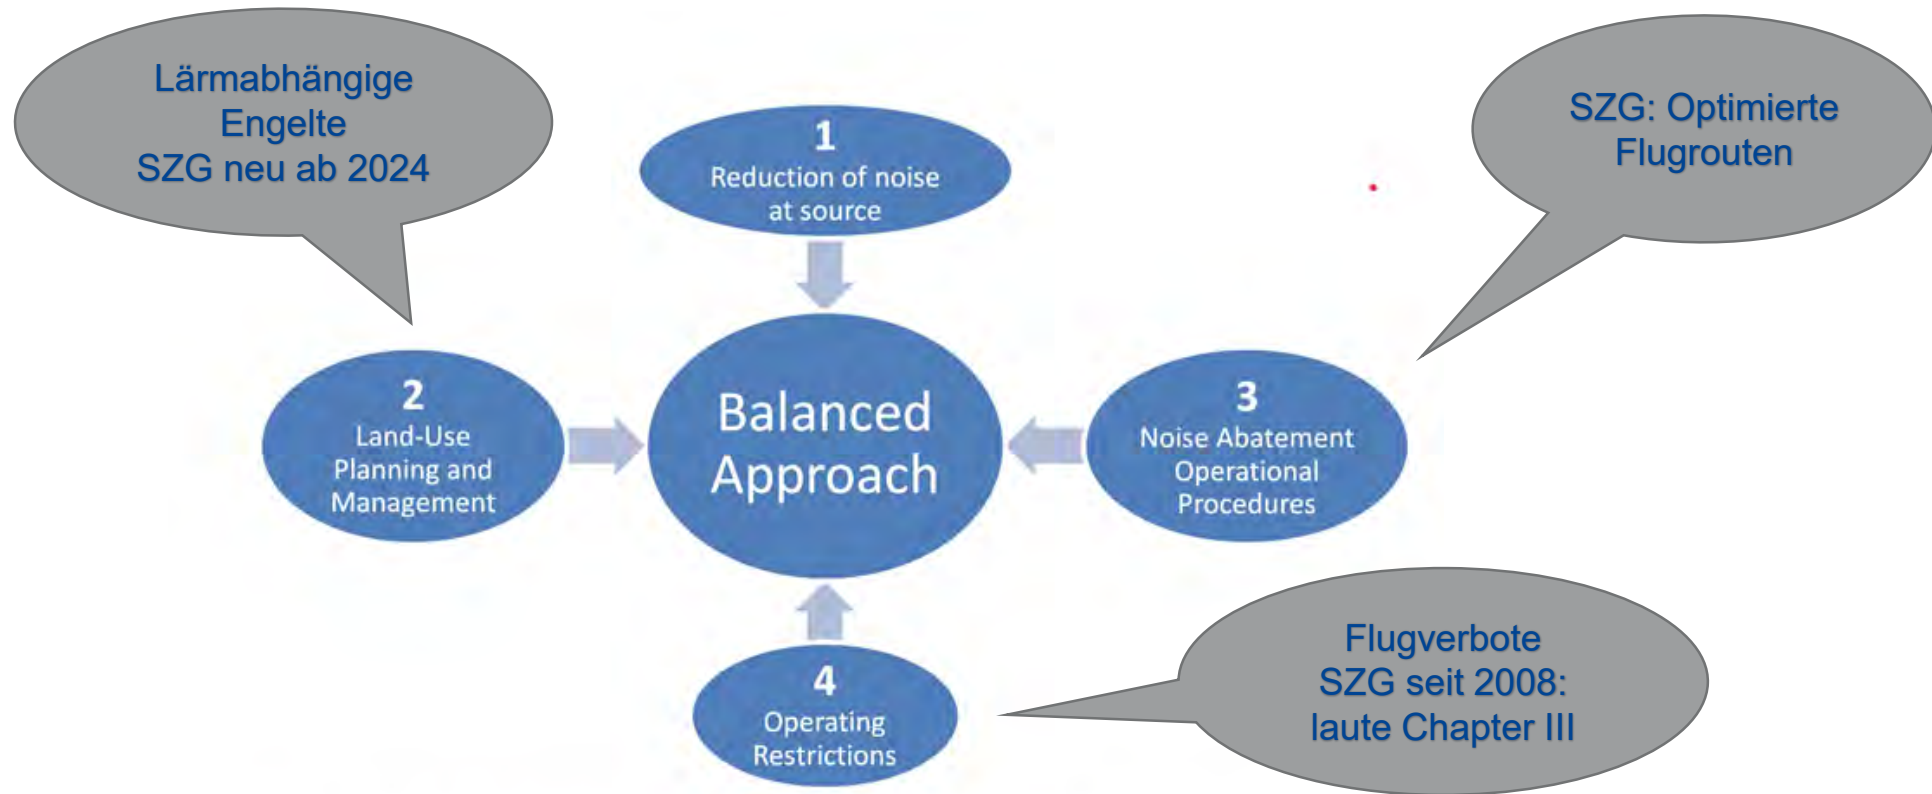 Lärmabhängige
Engelte
SZG neu ab 2024
1
Reduction of noise
at source
SZG: Optimierte
Flugrouten
2
Land-Use
Planning and
Management
Balanced
Approach
3
Noise Abatement
Operational
Procedures
4
Operating
Restrictions
Flugverbote
SZG seit 2008:
laute Chapter III